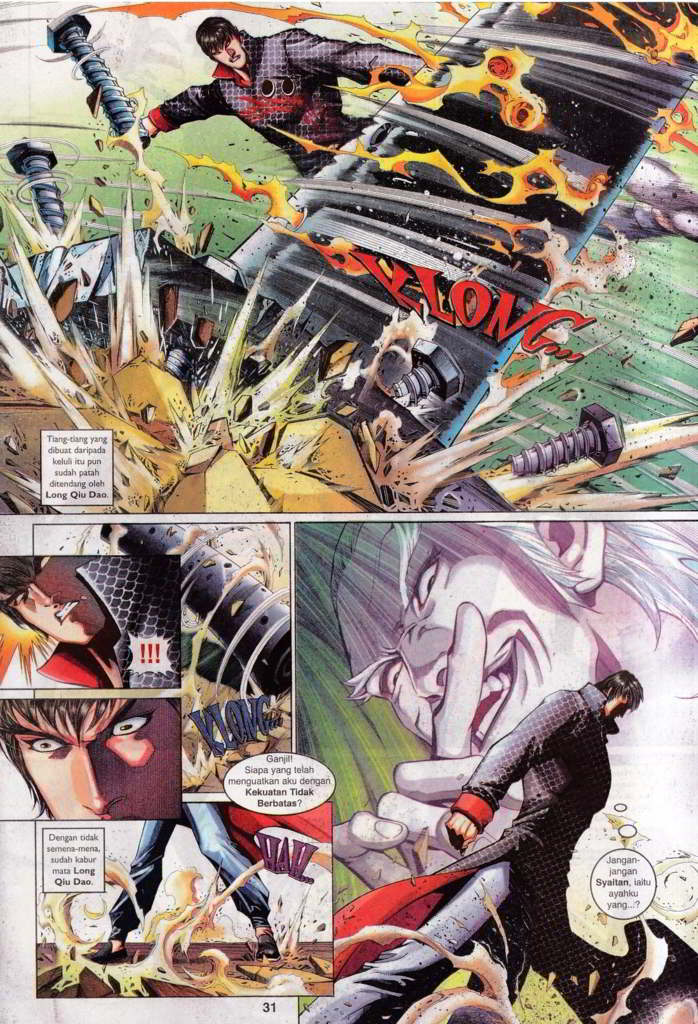 KLONG...
Tiang-tiang yang
dibuat daripada
keluli itu pun
sudah patah
ditendang oleh
Long Qiu Dao.
!!!
KLONG...
Ganjil!
Siapa yang telah
menguatkan aku dengan
Kekuatan Tidak
Berbatas?
Dengan tidak
semena-mena,
sudah kabur
mata Long
Qiu Dao.
HAH...
Jangan-
jangan
Syaitan, iaitu
ayahku
yang...?
31